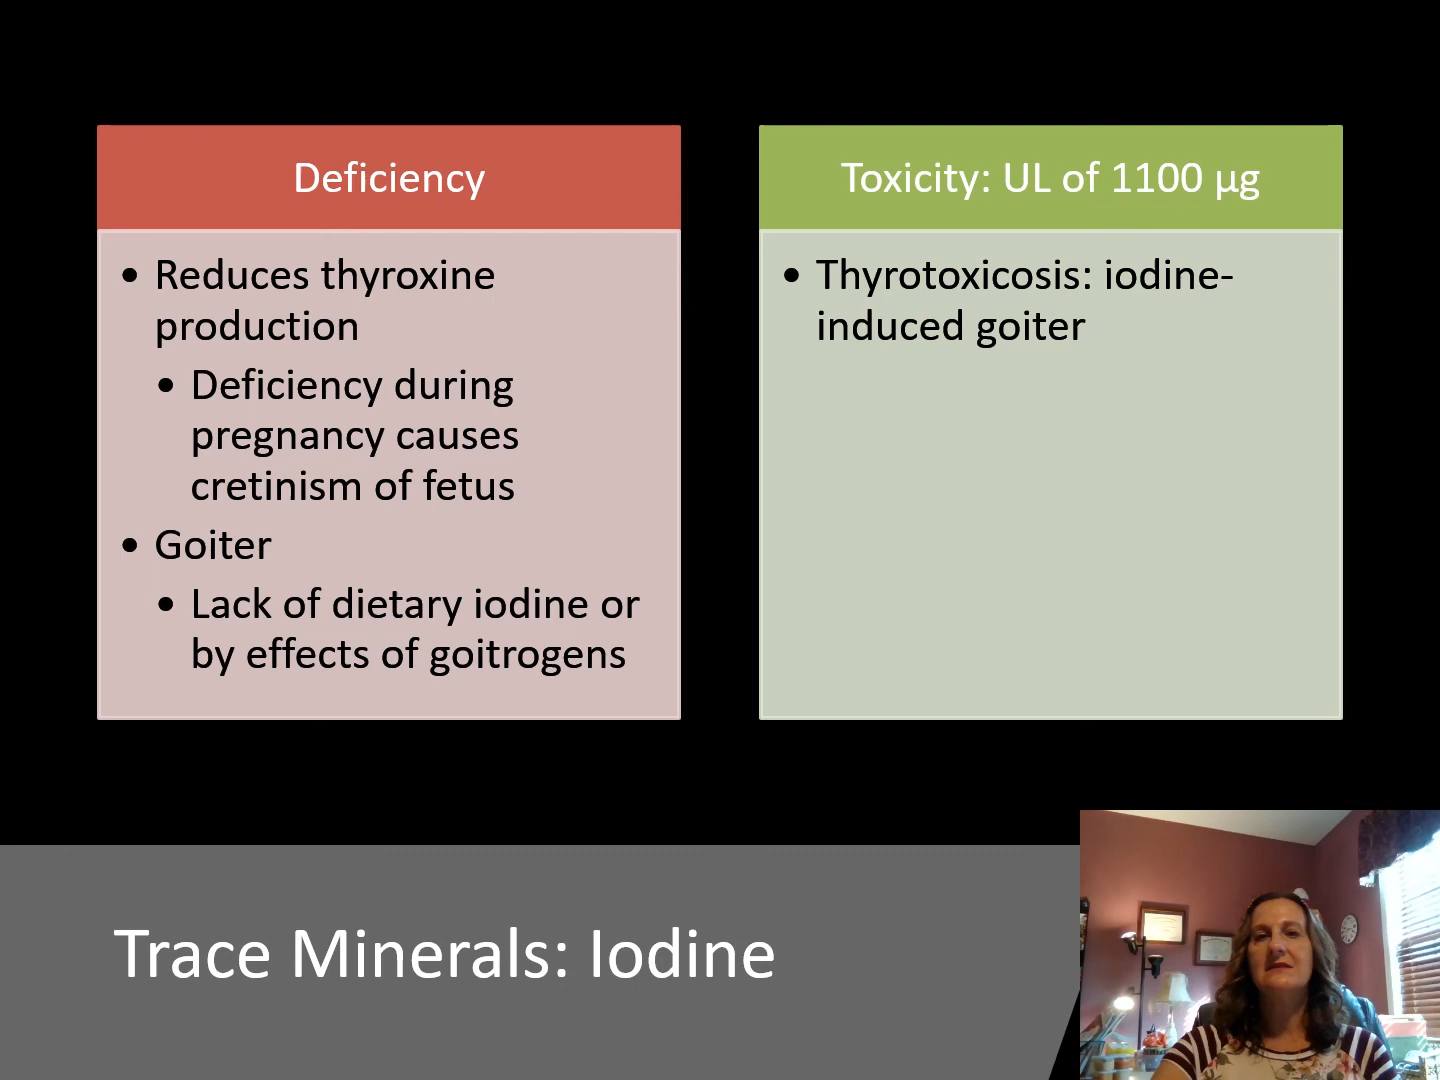 Deficiency
• Reduces thyroxine
production
• Deficiency during
pregnancy causes
cretinism of fetus
• Goiter
• Lack of dietary iodine or
by effects of goitrogens
Toxicity: UL of 1100 µg
• Thyrotoxicosis: iodine-
induced goiter
Trace Minerals: Iodine